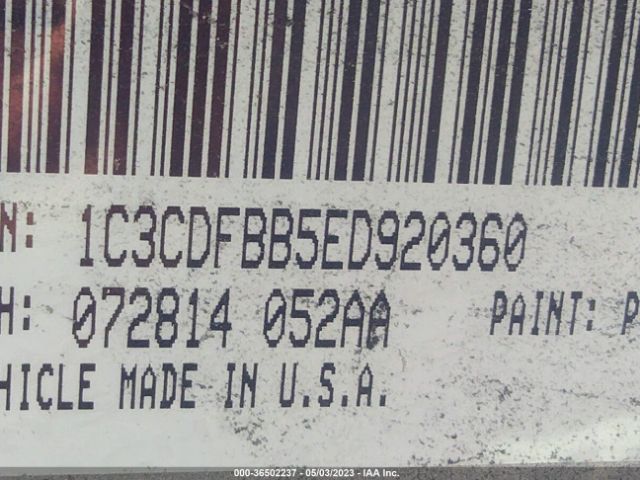 N: 1C3CDFBB5ED920360
H: 072814 052AA PAINT: P
HICLE MADE IN U.S.A.
000-36502237 - 05/03/2023 - IAA Inc.